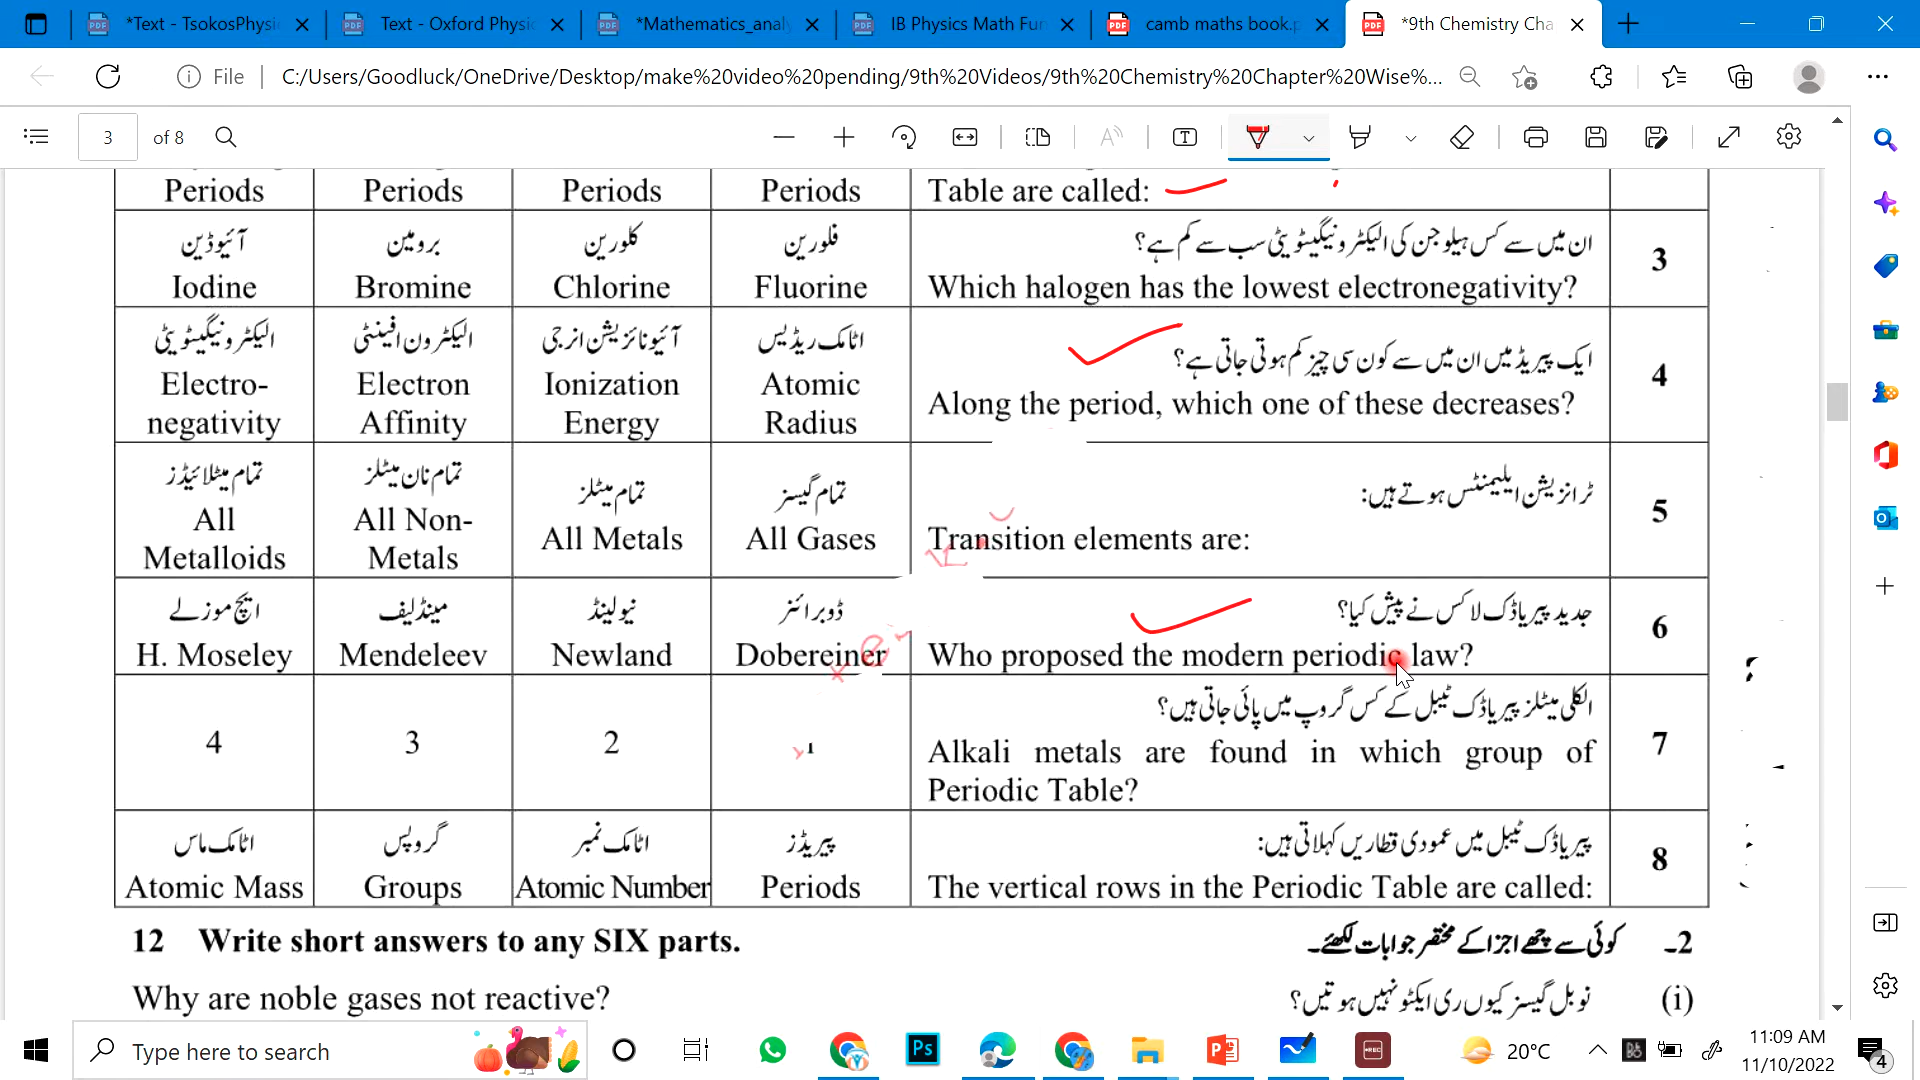 *Text - TsokosPhysi
Text - Oxford Physic
*Mathematics_analy
IB Physics Math Fun
camb maths book.p
*9th Chemistry Cha
File
C:/Users/Goodluck/OneDrive/Desktop/make%20video%20pending/9th%20Videos/9th%20Chemistry%20Chapter%20Wise%...
3 of 8
Periods Periods Periods Periods Table are called:
آئیوڈین برومین کلورین فلورین ان میں سے کس ہیلوجن کی الیکٹرونیگیٹویٹی سب سے کم ہے؟ 3
Iodine Bromine Chlorine Fluorine Which halogen has the lowest electronegativity?
الیکٹرونیگیٹویٹی الیکٹرون افینٹی آئیونائزیشن انرجی اٹامک ریڈیس ایک پیریڈ میں ان میں سے کون سی چیز کم ہوتی جاتی ہے؟ 4
Electro- Electron Ionization Atomic Along the period, which one of these decreases?
negativity Affinity Energy Radius
تمام میٹلائیڈز تمام نان میٹلز تمام میٹلز تمام گیسز ٹرانزیشن ایلیمنٹس ہوتے ہیں: 5
All All Non- All Metals All Gases Transition elements are:
Metalloids Metals
ایچ موزلے مینڈلیف نیولینڈ ڈوبرائنر جدید پیریاڈک لا کس نے پیش کیا؟ 6
H. Moseley Mendeleev Newland Dobereiner Who proposed the modern periodic law?
الکلی میٹلز پیریاڈک ٹیبل کے کس گروپ میں پائی جاتی ہیں؟ 7
4 3 2 1 Alkali metals are found in which group of
Periodic Table?
اٹامک ماس گروپس اٹامک نمبر پیریڈز پیریاڈک ٹیبل میں عمودی قطاریں کہلاتی ہیں: 8
Atomic Mass Groups Atomic Number Periods The vertical rows in the Periodic Table are called:
12 Write short answers to any SIX parts. کوئی سے چھے اجزا کے مختصر جوابات لکھئے۔ 2۔
Why are noble gases not reactive? نوبل گیسز کیوں ری ایکٹو نہیں ہوتیں؟ (i)
Type here to search
Ps
REC
20°C
11:09 AM
11/10/2022
4